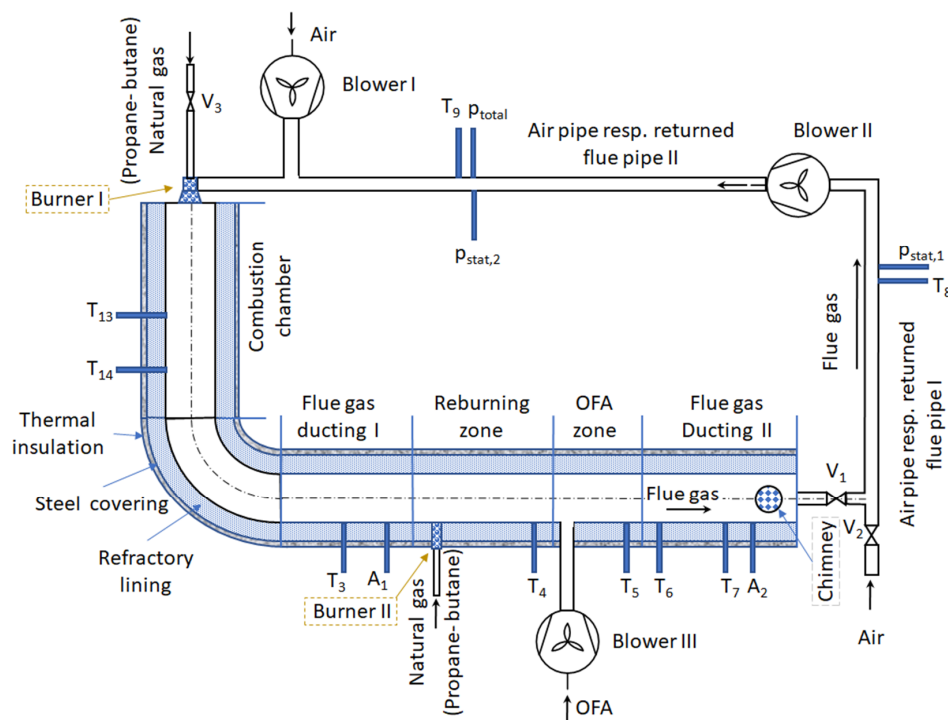 Air
Blower I
(Propane- butane)
Natural gas
V3
T9 ptotal
Air pipe resp. returned
flue pipe II
Blower II
Burner I
pstat,2
pstat,1
T8
Flue gas
Air pipe resp. returned
flue pipe I
Combustion
chamber
T13
T14
Thermal
insulation
Steel covering
Refractory
lining
Flue gas
ducting I
Reburning
zone
OFA
zone
Flue gas
Ducting II
Flue gas
V1
V2
Chimney
T3
A1
Burner II
Natural gas
(Propane- butane)
T4
T5
T6
T7
A2
Blower III
OFA
Air